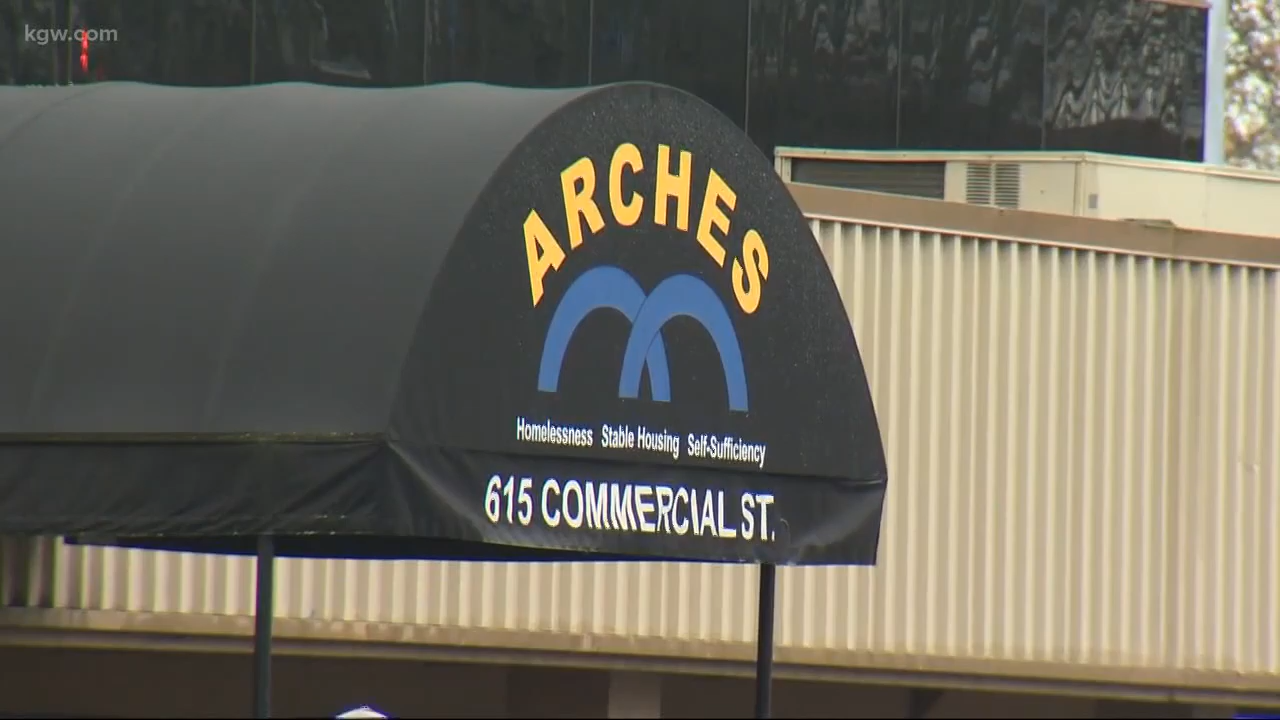 kgw.com
ARCHES
Homelessness Stable Housing Self-Sufficiency
615 COMMERCIAL ST.